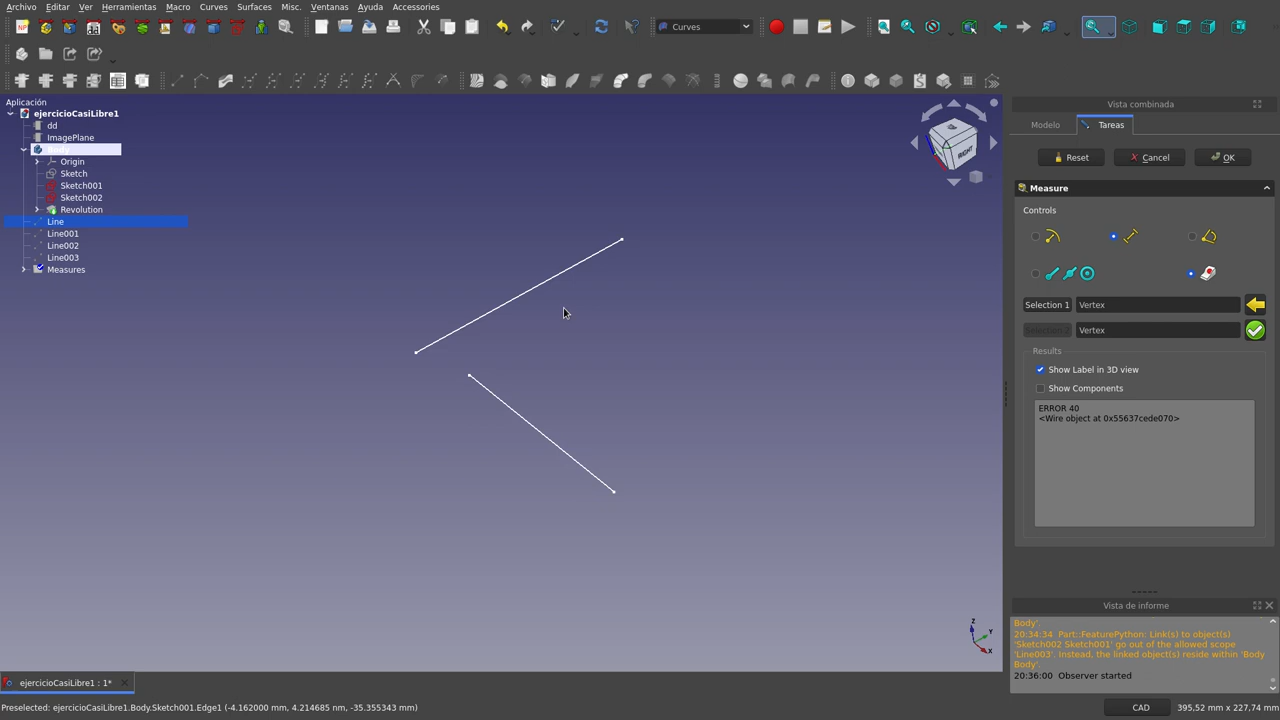 Archivo Editar Ver Herramientas Macro Curves Surfaces Misc. Ventanas Ayuda Accessories
Curves
Aplicación
ejercicioCasiLibre1
dd
ImagePlane
Body
Origin
Sketch
Sketch001
Sketch002
Revolution
Line
Line001
Line002
Line003
Measures
RIGHT
Z
Y
X
ejercicioCasiLibre1 : 1*
Vista combinada
Modelo Tareas
Reset Cancel OK
Measure
Controls
Selection 1 Vertex
Selection 2 Vertex
Results
Show Label in 3D view
Show Components
ERROR 40
<Wire object at 0x55637cede070>
Vista de informe
Body'.
20:34:34 Part::FeaturePython: Link(s) to object(s)
'Sketch002 Sketch001' go out of the allowed scope
'Line003'. Instead, the linked object(s) reside within 'Body
Body'.
20:36:00 Observer started
Preselected: ejercicioCasiLibre1.Body.Sketch001.Edge1 (-4.162000 mm, 4.214685 nm, -35.355343 mm)
CAD 395,52 mm x 227,74 mm